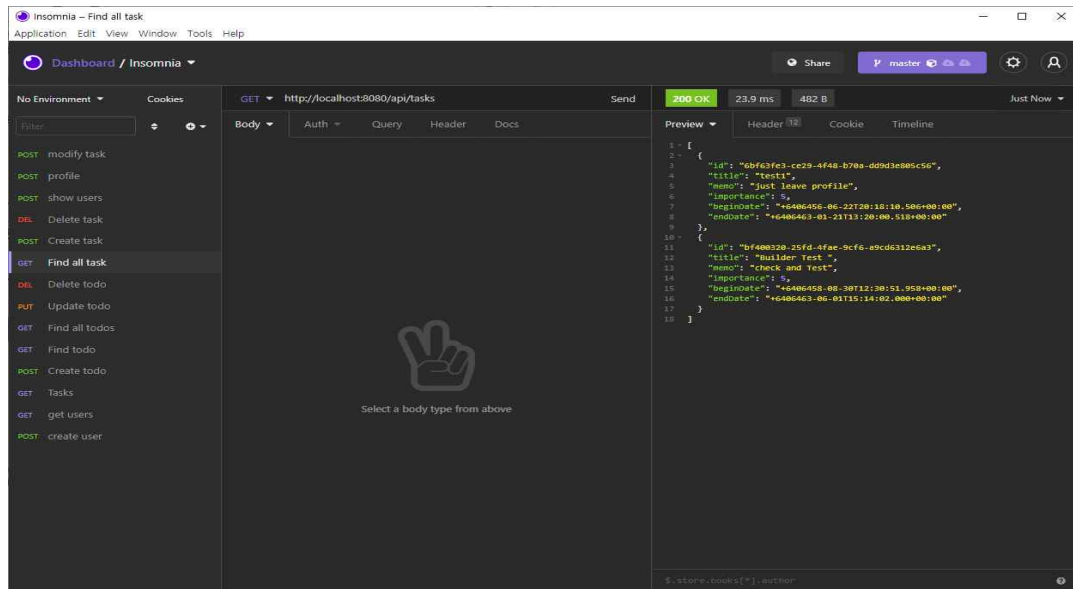 Insomnia – Find all task
Application Edit View Window Tools Help
Dashboard / Insomnia
Share
master
No Environment
Cookies
GET http://localhost:8080/api/tasks
Send
200 OK
23.9 ms
482 B
Just Now
Filter
Body
Auth
Query
Header
Docs
Preview
Header 12
Cookie
Timeline
POST modify task
POST profile
POST show users
DEL Delete task
POST Create task
GET Find all task
DEL Delete todo
PUT Update todo
GET Find all todos
GET Find todo
POST Create todo
GET Tasks
GET get users
POST create user
Select a body type from above
1 [
2 {
3 "id": "6bf63fe3-ce29-4f48-b70a-dd9d3e805c56",
4 "title": "test1",
5 "memo": "just leave profile",
6 "importance": 5,
7 "beginDate": "+6406456-06-22T20:18:10.506+00:00",
8 "endDate": "+6406463-01-21T13:20:00.518+00:00"
9 },
10 {
11 "id": "bf400320-25fd-4fae-9cf6-a9cd6312e6a3",
12 "title": "Builder Test ",
13 "memo": "check and Test",
14 "importance": 5,
15 "beginDate": "+6406458-08-30T12:30:51.958+00:00",
16 "endDate": "+6406463-06-01T15:14:02.000+00:00"
17 }
18 ]
$.store.books[*].author